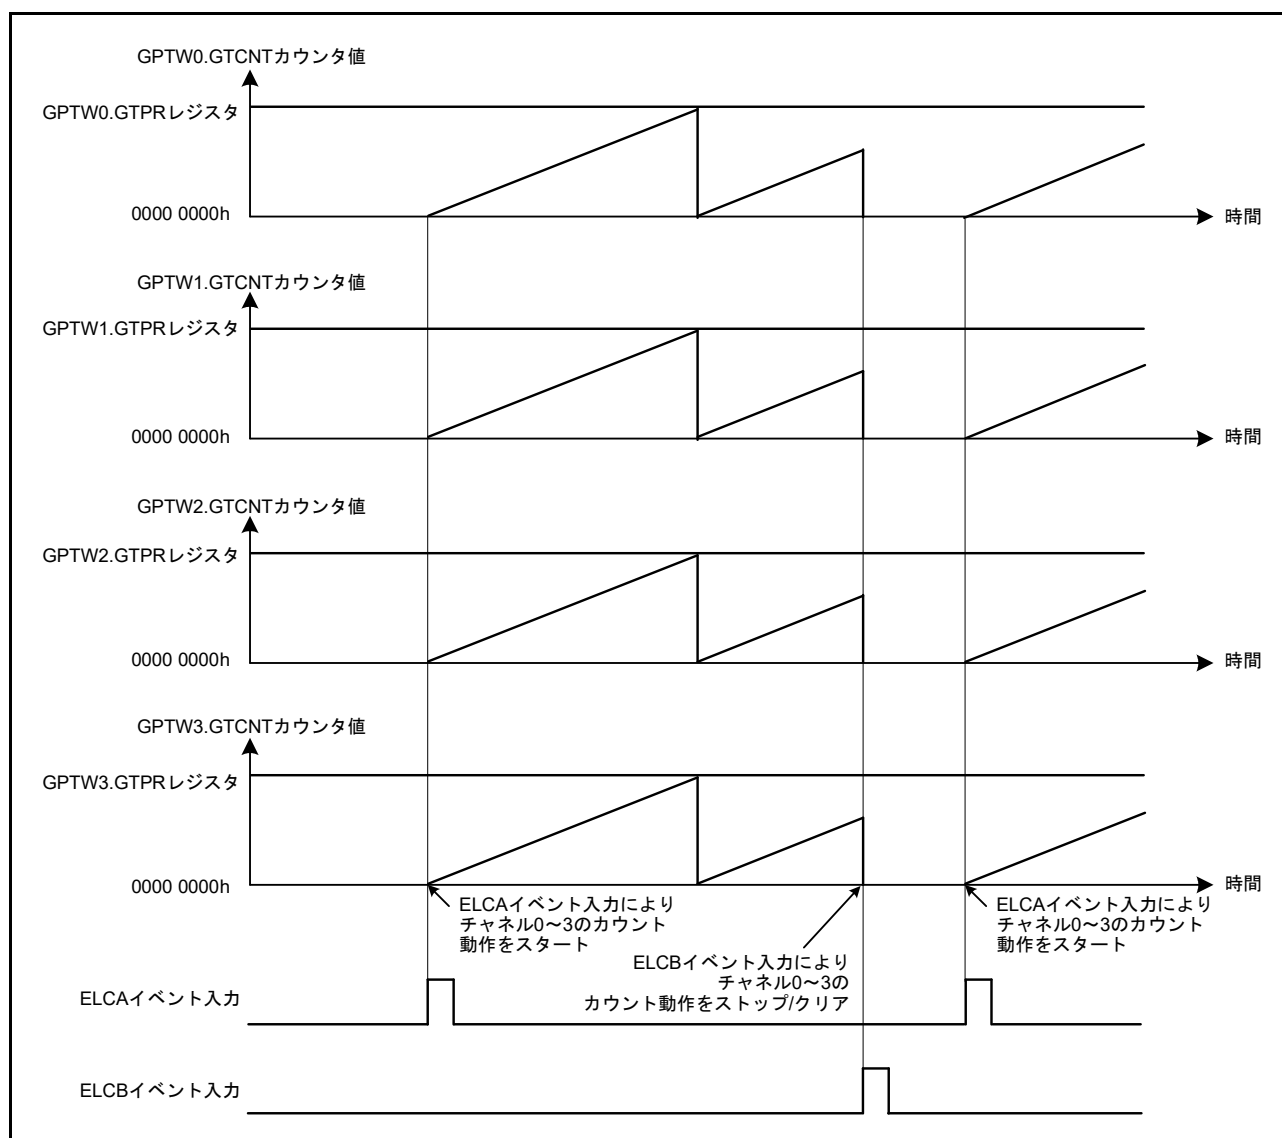 GPTW0.GTCNTカウンタ値
GPTW0.GTPRレジスタ
0000 0000h
時間
GPTW1.GTCNTカウンタ値
GPTW1.GTPRレジスタ
0000 0000h
時間
GPTW2.GTCNTカウンタ値
GPTW2.GTPRレジスタ
0000 0000h
時間
GPTW3.GTCNTカウンタ値
GPTW3.GTPRレジスタ
0000 0000h
時間
ELCAイベント入力により
チャネル0～3のカウント
動作をスタート
ELCBイベント入力により
チャネル0～3の
カウント動作をストップ/クリア
ELCAイベント入力により
チャネル0～3のカウント
動作をスタート
ELCAイベント入力
ELCBイベント入力